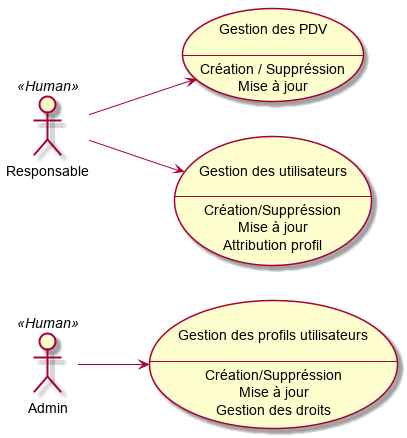 Gestion des PDV
Création / Suppréssion
Mise à jour
«Human»
Responsable
Gestion des utilisateurs
Création/Suppréssion
Mise à jour
Attribution profil
«Human»
Admin
Gestion des profils utilisateurs
Création/Suppréssion
Mise à jour
Gestion des droits